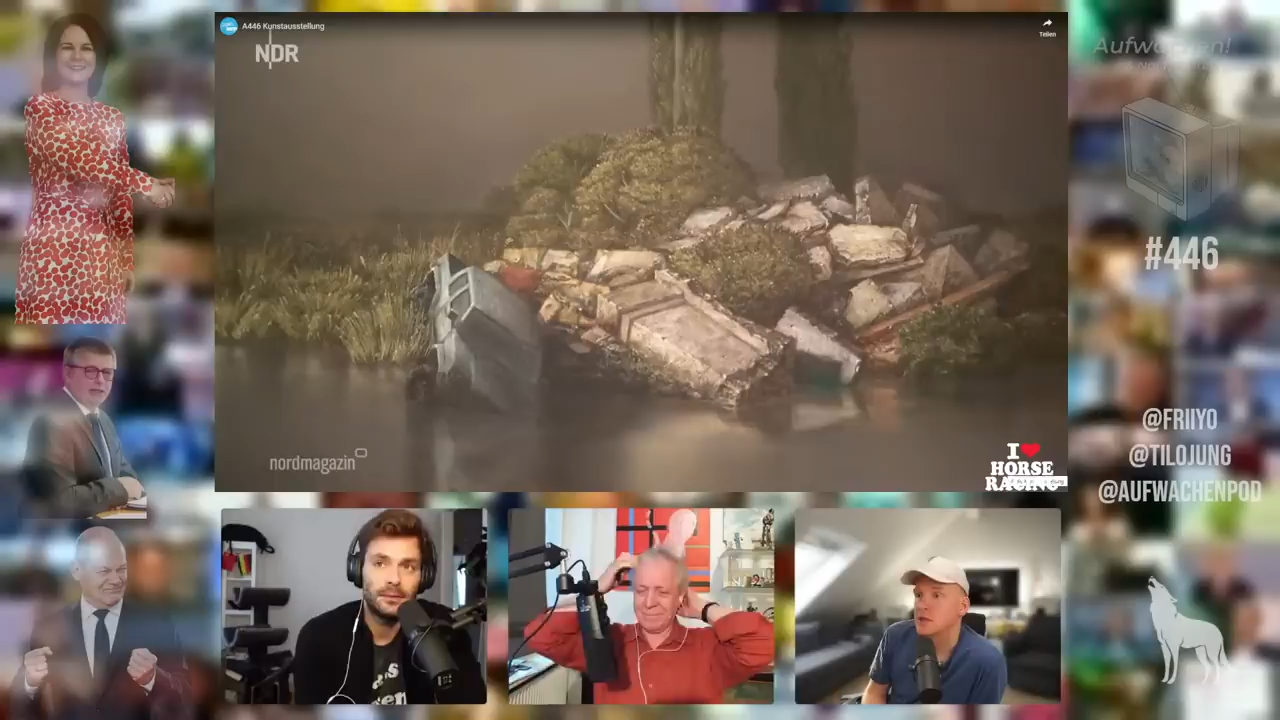 A446 Kunstausstellung
Teilen
NDR
Aufwachen!
#446
@FRIIYO
@TILOJUNG
@AUFWACHENPOD
nordmagazin
I
HORSE
RACING